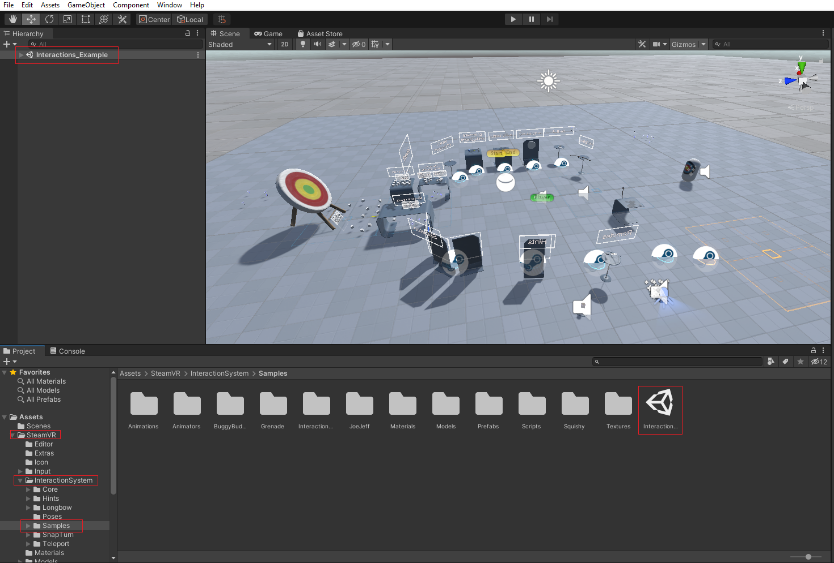 File Edit Assets GameObject Component Window Help
Center Local
Hierarchy
All
Interactions_Example
Scene Game Asset Store
Shaded 2D 0 Gizmos All
Project Console
12
Favorites
All Materials
All Models
All Prefabs
Assets
Scenes
SteamVR
Editor
Extras
Icon
Input
InteractionSystem
Core
Hints
Longbow
Poses
Samples
SnapTurn
Teleport
Materials
Models
Assets > SteamVR > InteractionSystem > Samples
Animations Animators BuggyBud... Grenade Interaction... JoeJeff Materials Models Prefabs Scripts Squishy Textures Interaction...